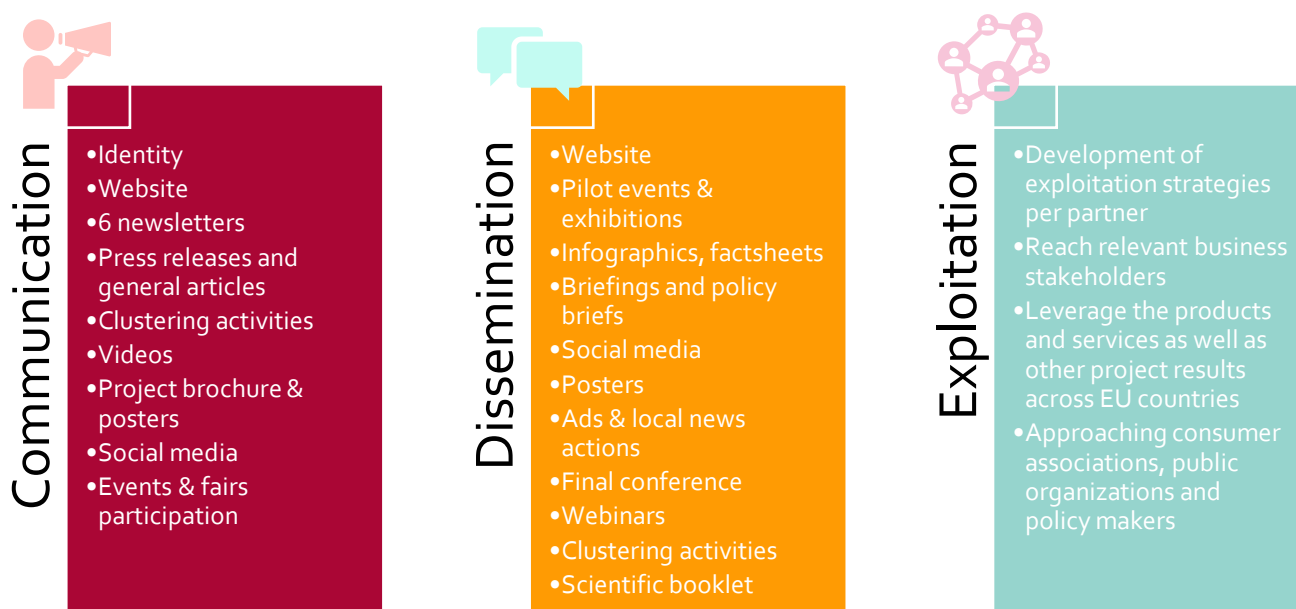 Communication
•Identity
•Website
•6 newsletters
•Press releases and
general articles
•Clustering activities
•Videos
•Project brochure &
posters
•Social media
•Events & fairs
participation
Dissemination
•Website
•Pilot events &
exhibitions
•Infographics, factsheets
•Briefings and policy
briefs
•Social media
•Posters
•Ads & local news
actions
•Final conference
•Webinars
•Clustering activities
•Scientific booklet
Exploitation
•Development of
exploitation strategies
per partner
•Reach relevant business
stakeholders
•Leverage the products
and services as well as
other project results
across EU countries
•Approaching consumer
associations, public
organizations and
policy makers